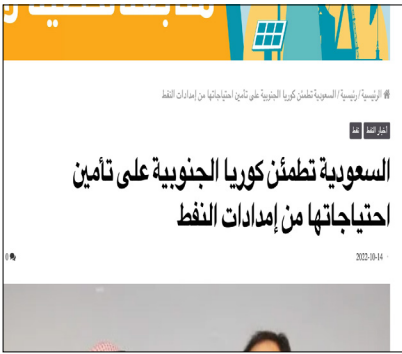 الرئيسية / رئيسية / السعودية تطمئن كوريا الجنوبية على تأمين احتياجاتها من إمدادات النفط
أخبار النفط نفط
السعودية تطمئن كوريا الجنوبية على تأمين
احتياجاتها من إمدادات النفط
2022-10-14 0